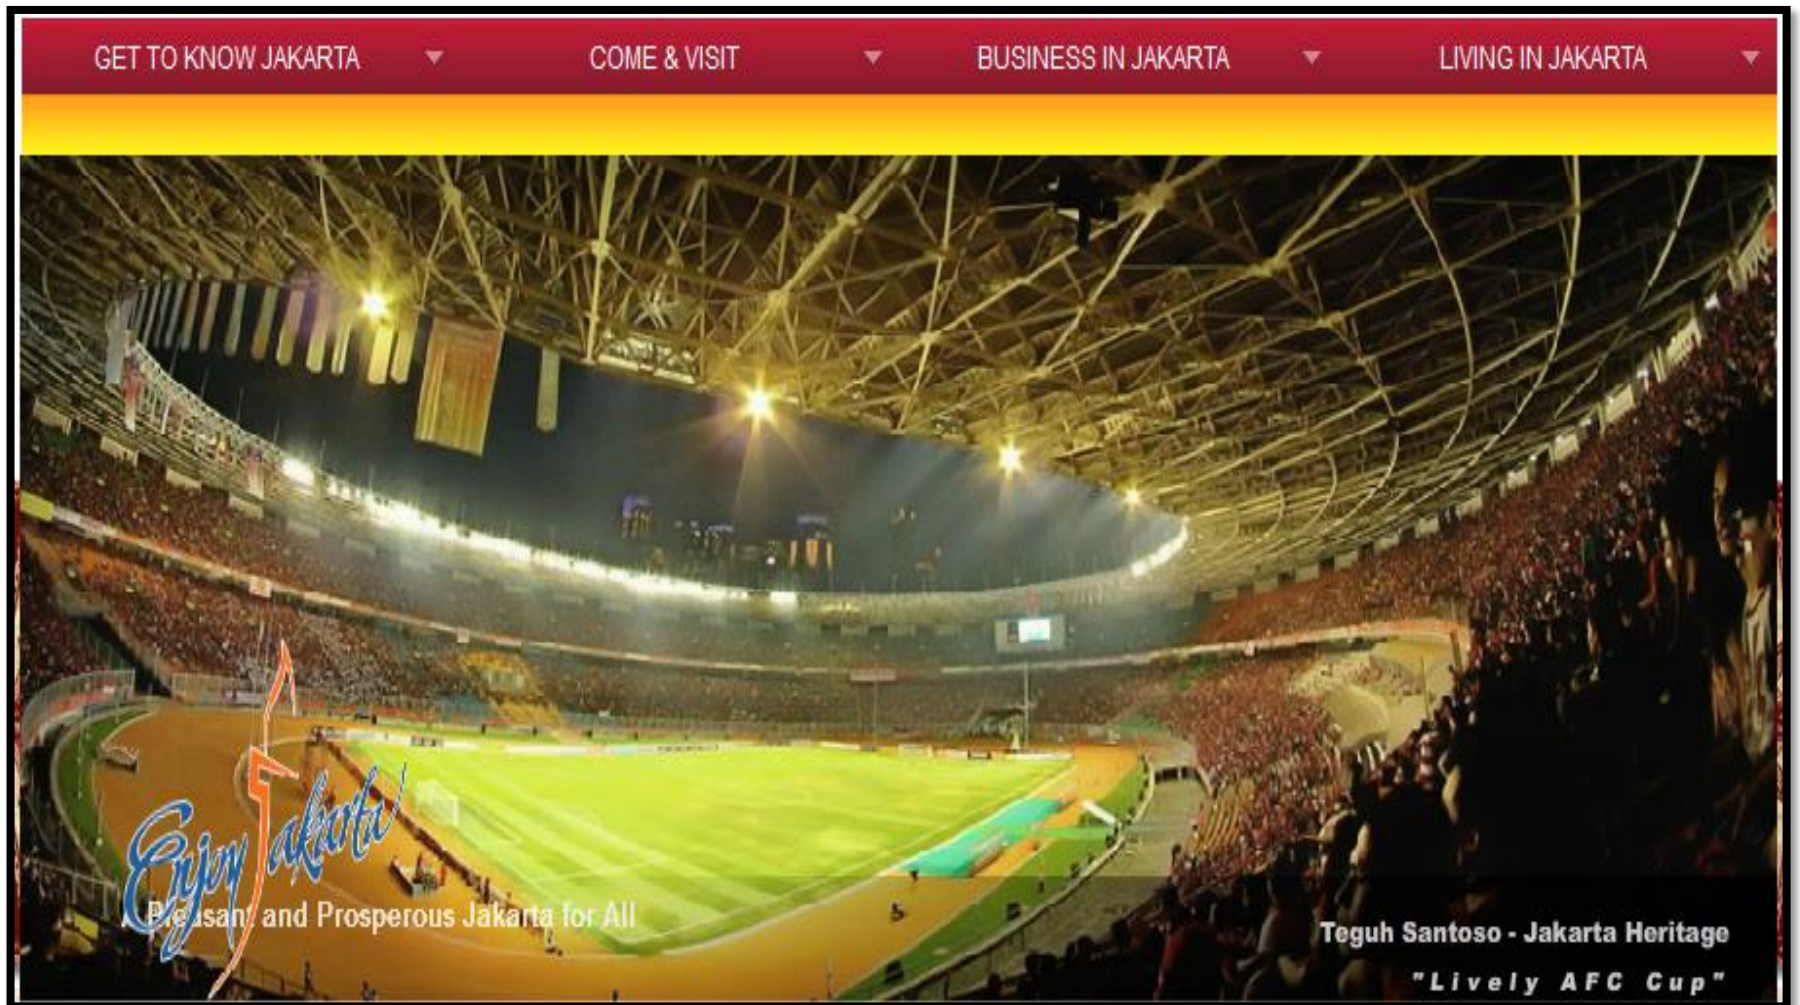 GET TO KNOW JAKARTA
COME & VISIT
BUSINESS IN JAKARTA
LIVING IN JAKARTA
Enjoy Jakarta
A Pleasant and Prosperous Jakarta for All
Teguh Santoso - Jakarta Heritage
"Lively AFC Cup"